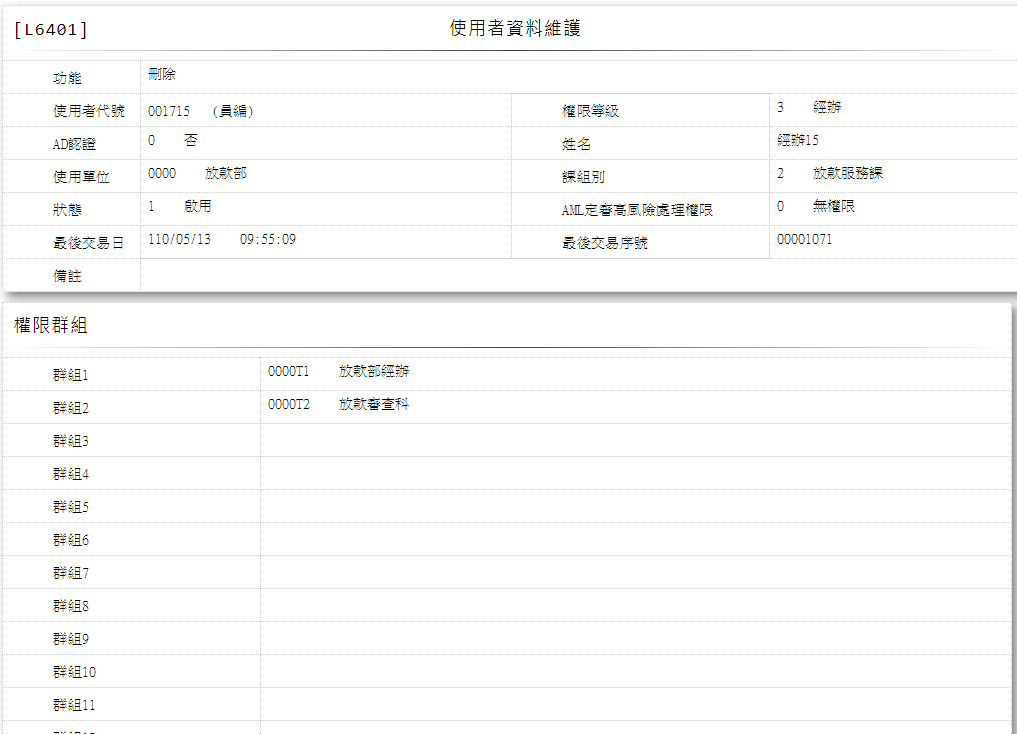 [L6401] 使用者資料維護
功能 刪除
使用者代號 001715 (員編) 權限等級 3 經辦
AD認證 0 否 姓名 經辦15
使用單位 0000 放款部 課組別 2 放款服務課
狀態 1 啟用 AML定審高風險處理權限 0 無權限
最後交易日 110/05/13 09:55:09 最後交易序號 00001071
備註
權限群組
群組1 0000T1 放款部經辦
群組2 0000T2 放款審查科
群組3
群組4
群組5
群組6
群組7
群組8
群組9
群組10
群組11